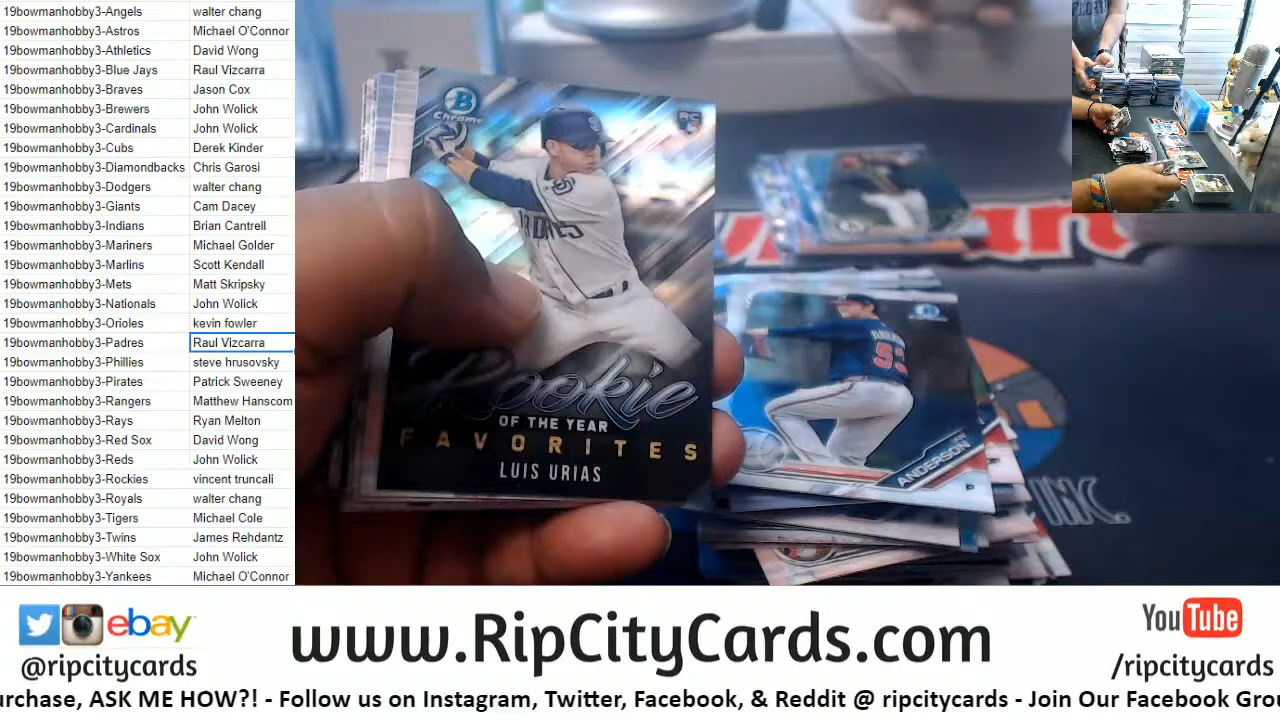 19bowmanhobby3-Angels walter chang
19bowmanhobby3-Astros Michael O'Connor
19bowmanhobby3-Athletics David Wong
19bowmanhobby3-Blue Jays Raul Vizcarra
19bowmanhobby3-Braves Jason Cox
19bowmanhobby3-Brewers John Wolick
19bowmanhobby3-Cardinals John Wolick
19bowmanhobby3-Cubs Derek Kinder
19bowmanhobby3-Diamondbacks Chris Garosi
19bowmanhobby3-Dodgers walter chang
19bowmanhobby3-Giants Cam Dacey
19bowmanhobby3-Indians Brian Cantrell
19bowmanhobby3-Mariners Michael Golder
19bowmanhobby3-Marlins Scott Kendall
19bowmanhobby3-Mets Matt Skripsky
19bowmanhobby3-Nationals John Wolick
19bowmanhobby3-Orioles kevin fowler
19bowmanhobby3-Padres Raul Vizcarra
19bowmanhobby3-Phillies steve hrusovsky
19bowmanhobby3-Pirates Patrick Sweeney
19bowmanhobby3-Rangers Matthew Hanscom
19bowmanhobby3-Rays Ryan Melton
19bowmanhobby3-Red Sox David Wong
19bowmanhobby3-Reds John Wolick
19bowmanhobby3-Rockies vincent truncali
19bowmanhobby3-Royals walter chang
19bowmanhobby3-Tigers Michael Cole
19bowmanhobby3-Twins James Rehdantz
19bowmanhobby3-White Sox John Wolick
19bowmanhobby3-Yankees Michael O'Connor
B
Chrome
RC
Rookie
OF THE YEAR
FAVORITES
LUIS URIAS
ANDERSON
INC.
ebay
@ripcitycards
www.RipCityCards.com
YouTube
/ripcitycards
urchase, ASK ME HOW?! - Follow us on Instagram, Twitter, Facebook, & Reddit @ ripcitycards - Join Our Facebook Grou